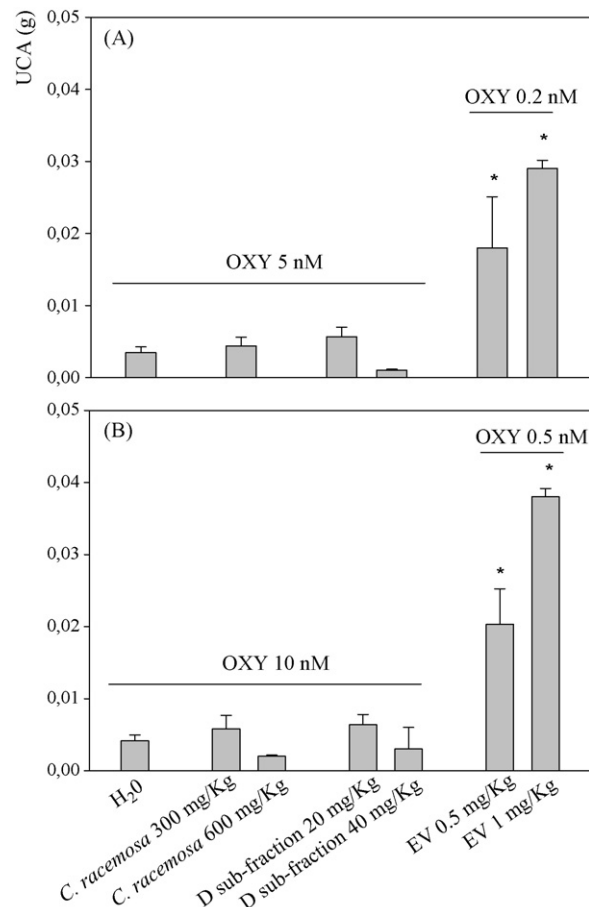 UCA (g)
0,05
0,04
0,03
0,02
0,01
0,00
(A)
OXY 5 nM
OXY 0.2 nM
*
*
0,05
0,04
0,03
0,02
0,01
0,00
(B)
OXY 10 nM
OXY 0.5 nM
*
*
H₂0
C. racemosa 300 mg/Kg
C. racemosa 600 mg/Kg
D sub-fraction 20 mg/Kg
D sub-fraction 40 mg/Kg
EV 0.5 mg/Kg
EV 1 mg/Kg